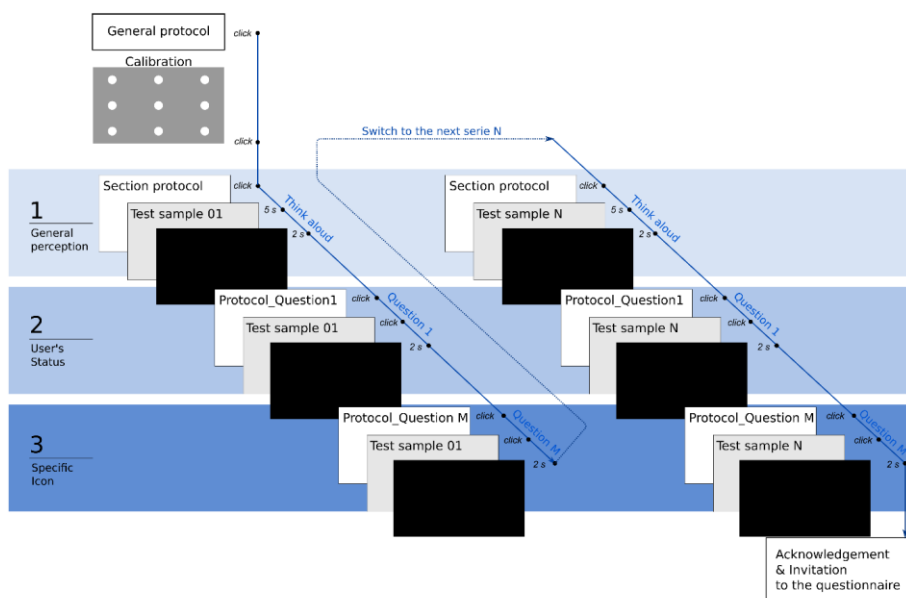 General protocol
click
Calibration
click
Switch to the next serie N
1
General
perception
Section protocol
click
Think aloud
Test sample 01
5 s
2 s
Section protocol
click
Think aloud
Test sample N
5 s
2 s
2
User's
Status
Protocol_Question1
click
Question 1
Test sample 01
click
2 s
Protocol_Question1
click
Question 1
Test sample N
click
2 s
3
Specific
Icon
Protocol_Question M
click
Question M
Test sample 01
click
2 s
Protocol_Question M
click
Question M
Test sample N
click
2 s
Acknowledgement
& Invitation
to the questionnaire